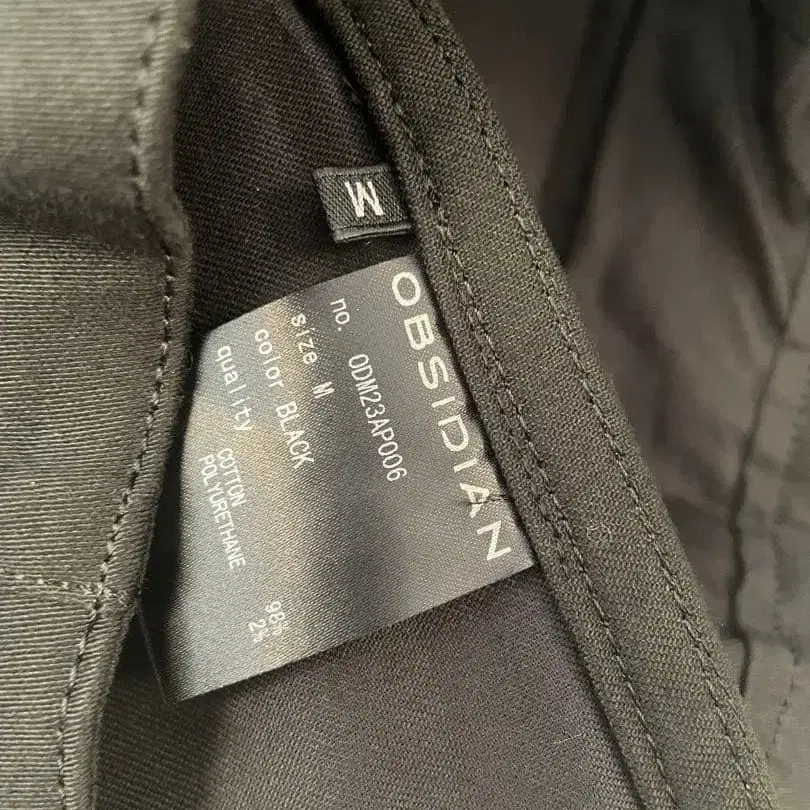 M
OBSIDIAN
no. ODM23AP006
size M
color BLACK
quality
COTTON 98%
POLYURETHANE 2%